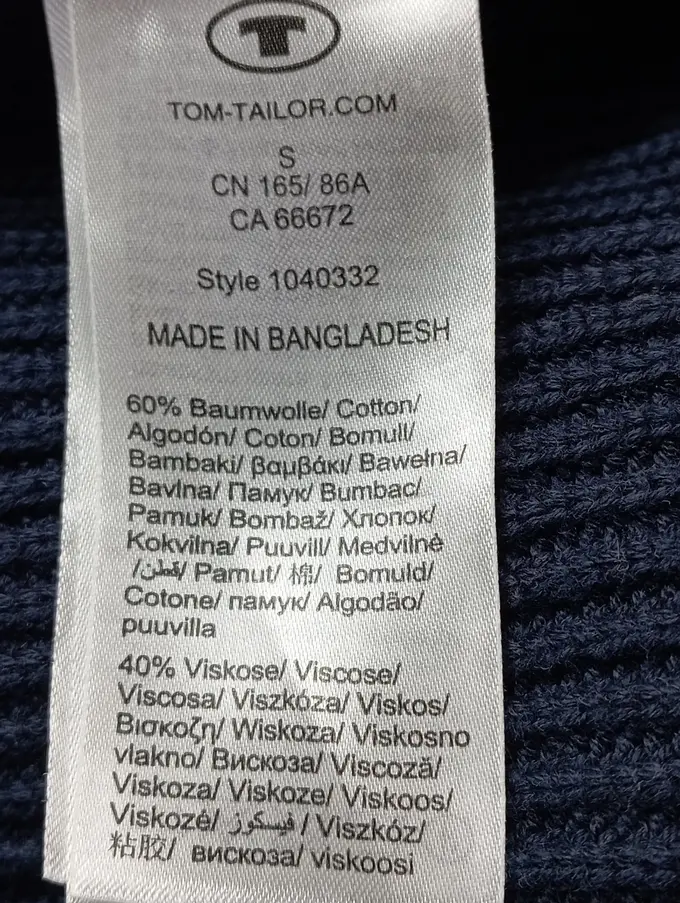 T
TOM-TAILOR.COM
S
CN 165/ 86A
CA 66672
Style 1040332
MADE IN BANGLADESH
60% Baumwolle/ Cotton/
Algodón/ Coton/ Bomull/
Bambaki/ βαμβάκι/ Bawełna/
Bavlna/ Памук/ Bumbac/
Pamuk/ Bombaž/ Хлопок/
Kokvilna/ Puuvill/ Medvilnė
/قطن/ Pamut/ 棉/ Bomuld/
Cotone/ памук/ Algodão/
puuvilla
40% Viskose/ Viscose/
Viscosa/ Viszkóza/ Viskos/
Βισκοζη/ Wiskoza/ Viskosno
vlakno/ Вискоза/ Viscoză/
Viskoza/ Viskoze/ Viskoos/
Viskozė/ فيسكوز / Viszkóz/
粘胶/ вискоза/ viskoosi